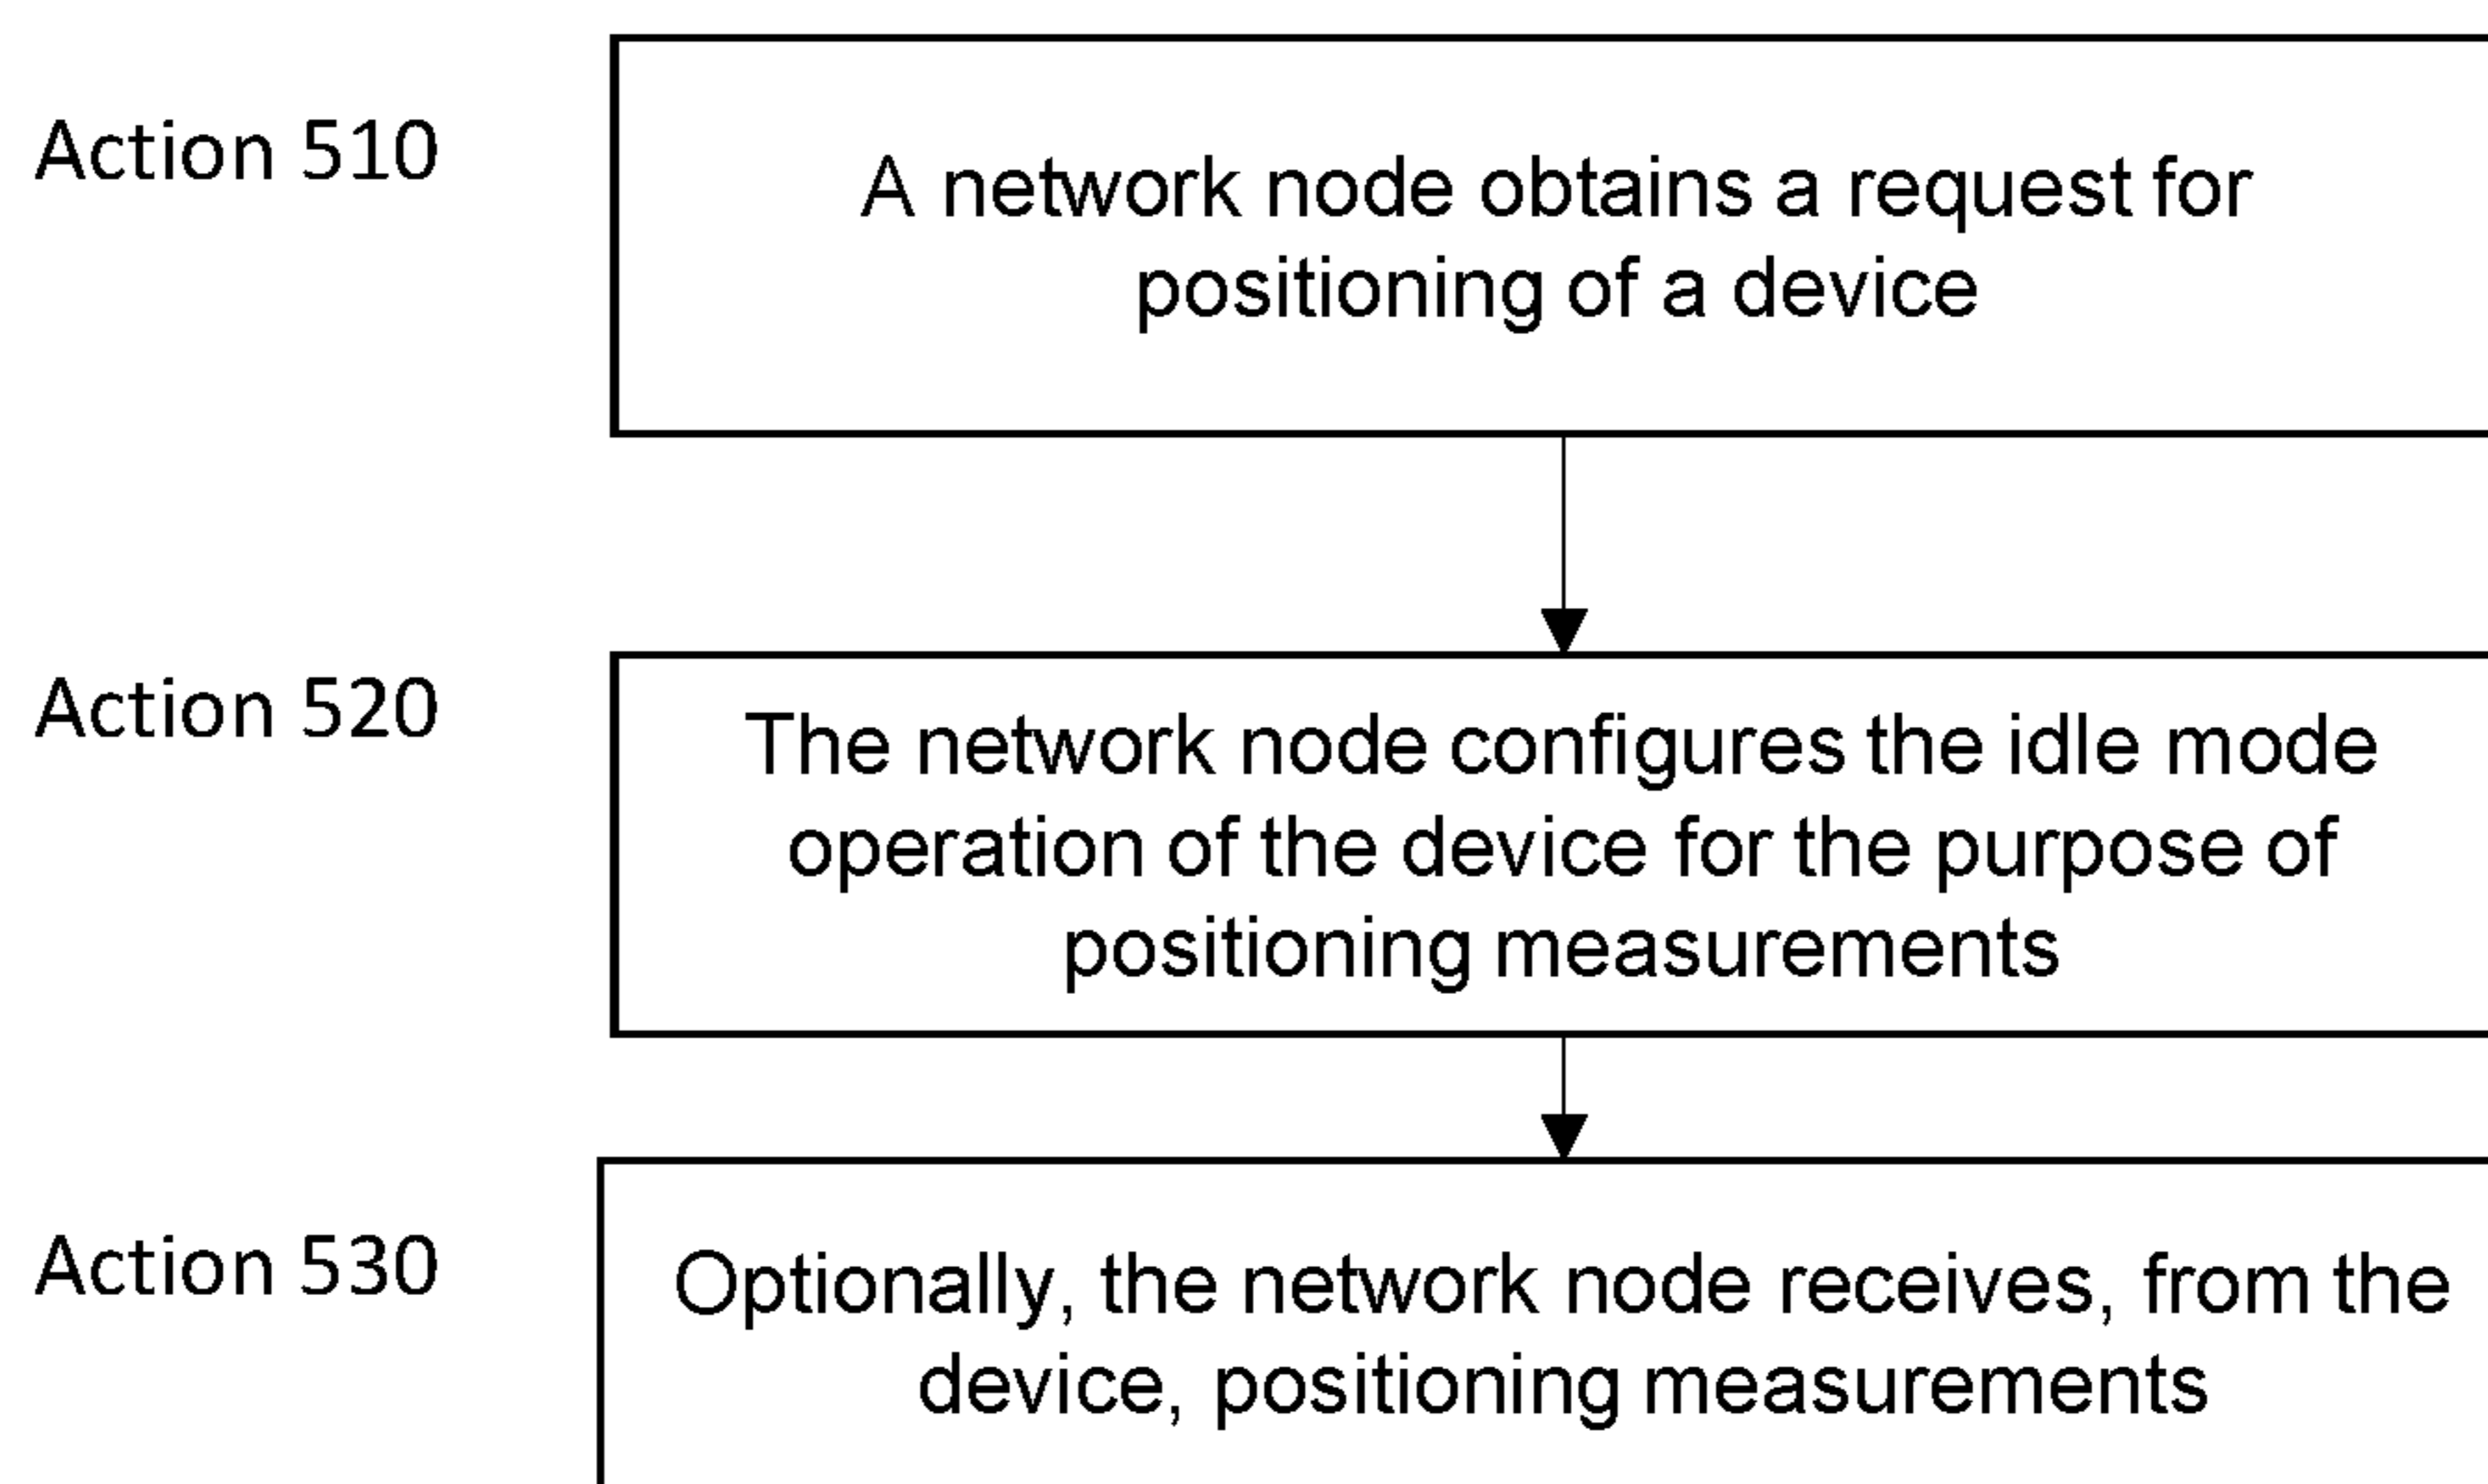 Action 510
A network node obtains a request for
positioning of a device
Action 520
The network node configures the idle mode
operation of the device for the purpose of
positioning measurements
Action 530
Optionally, the network node receives, from the
device, positioning measurements